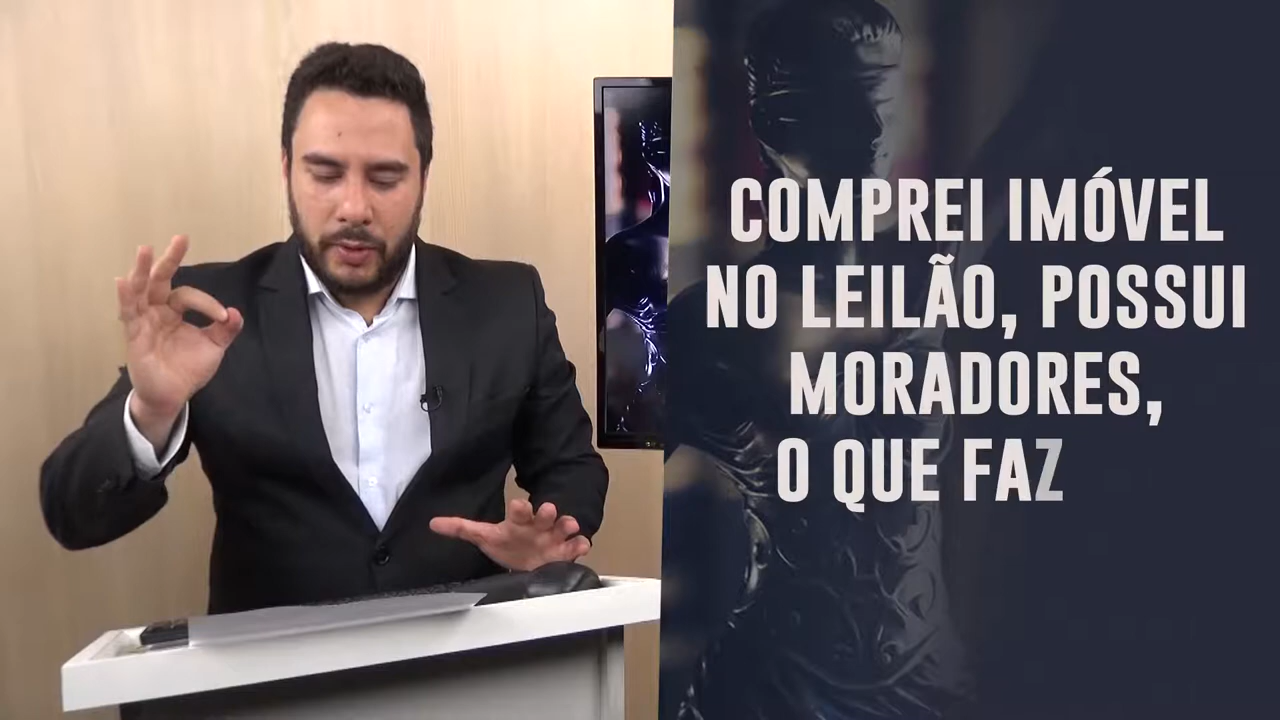 COMPREI IMÓVEL
NO LEILÃO, POSSUI
MORADORES,
O QUE FAZ